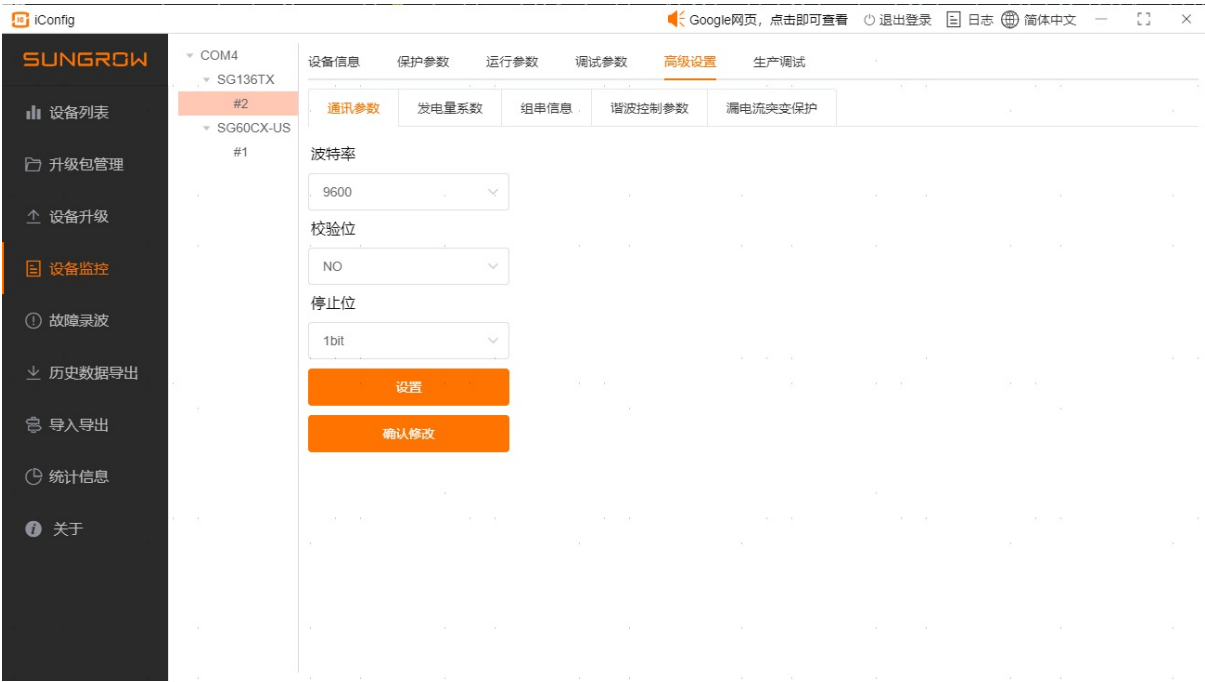 iConfig
Google网页，点击即可查看 退出登录 日志 简体中文
SUNGROW
设备列表
升级包管理
设备升级
设备监控
故障录波
历史数据导出
导入导出
统计信息
关于
COM4
SG136TX
#2
SG60CX-US
#1
设备信息 保护参数 运行参数 调试参数 高级设置 生产调试
通讯参数 发电量系数 组串信息 谐波控制参数 漏电流突变保护
波特率
9600
校验位
NO
停止位
1bit
设置
确认修改